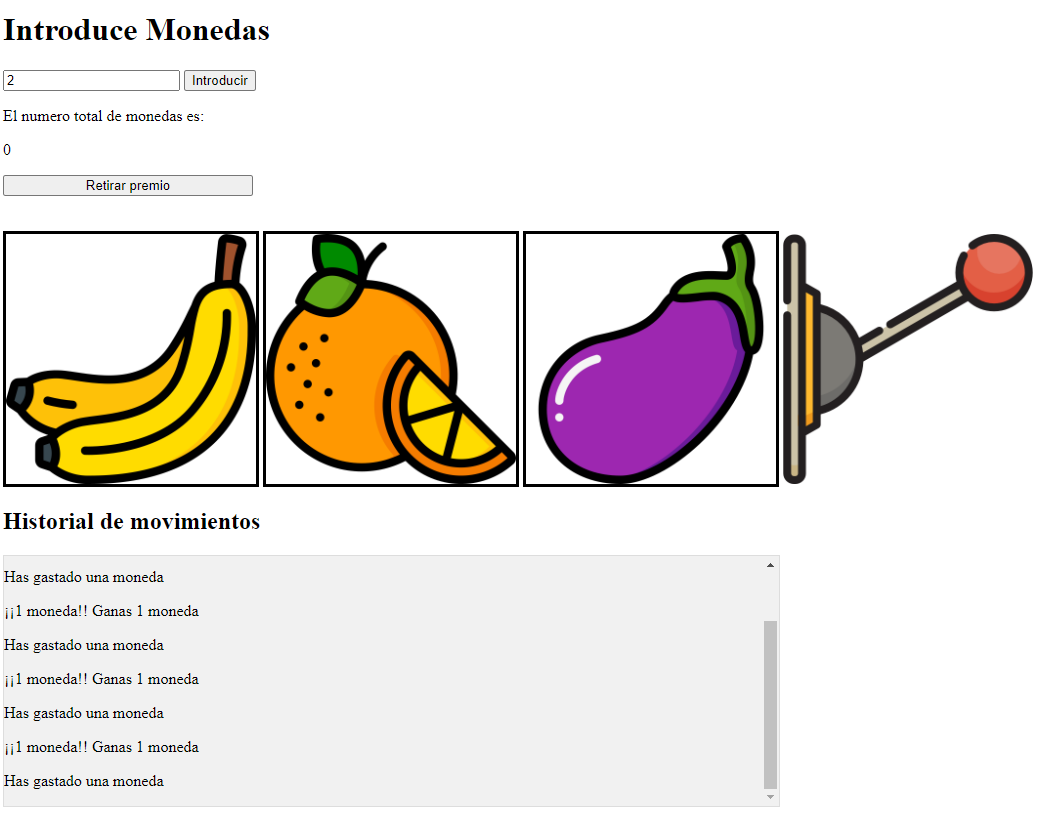 Introduce Monedas
2 Introducir
El numero total de monedas es:
0
Retirar premio
Historial de movimientos
Has gastado una moneda
¡¡1 moneda!! Ganas 1 moneda
Has gastado una moneda
¡¡1 moneda!! Ganas 1 moneda
Has gastado una moneda
¡¡1 moneda!! Ganas 1 moneda
Has gastado una moneda